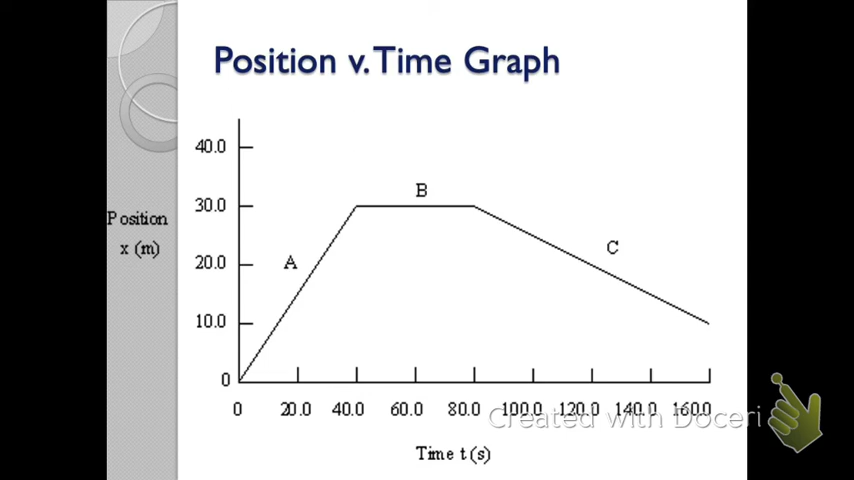 Position v. Time Graph
40.0
B
30.0
Position
x (m)
A
C
20.0
10.0
0
0 20.0 40.0 60.0 80.0 100.0 120.0 140.0 160.0
Created with Doceri
Time t (s)